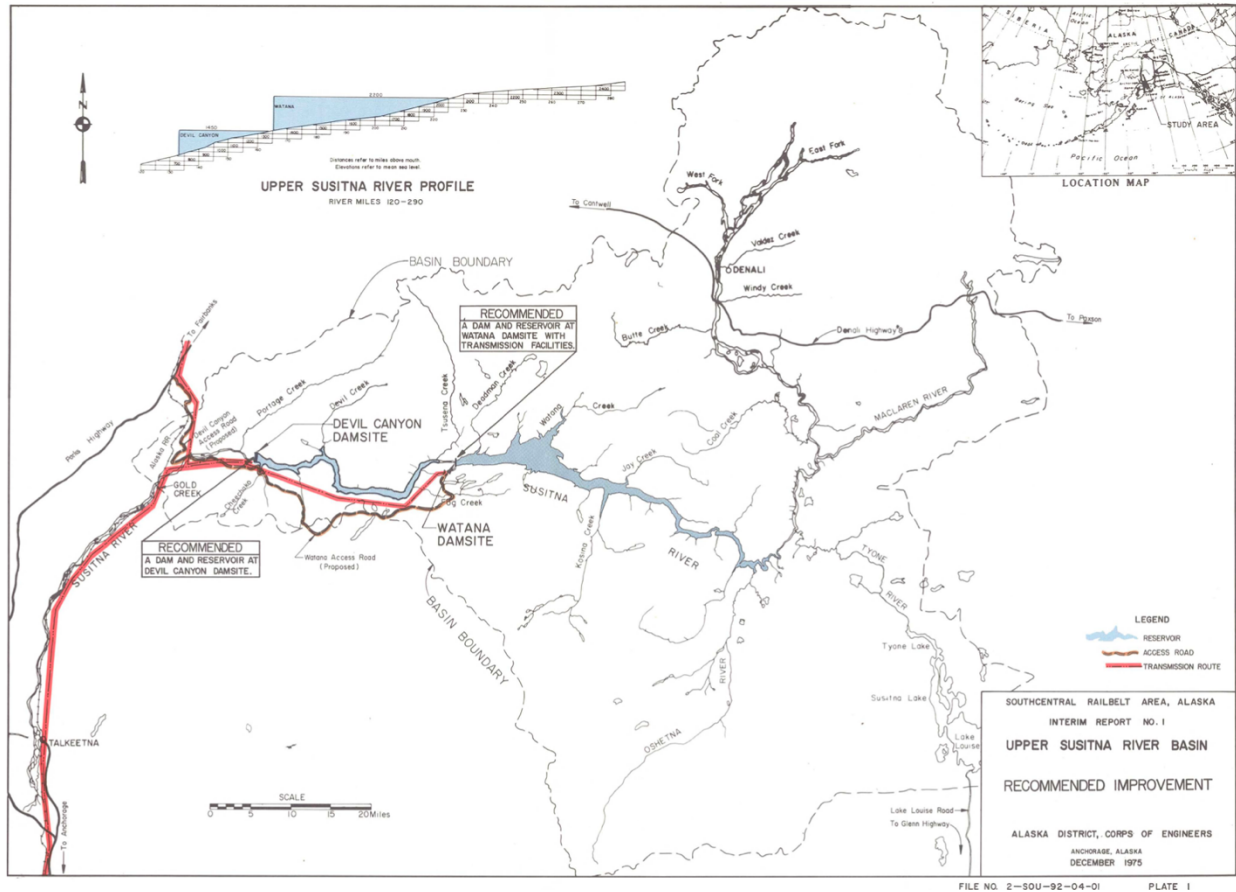 SIBERIA
ALASKA
CANADA
Pacific Ocean
STUDY AREA
LOCATION MAP
N
2200
WATANA
1450
DEVIL CANYON
Distances refer to miles above mouth.
Elevations refer to mean sea level.
UPPER SUSITNA RIVER PROFILE
RIVER MILES 120-290
West Fork
East Fork
To Cantwell
Valdez Creek
DENALI
Windy Creek
BASIN BOUNDARY
To Fairbanks
RECOMMENDED
A DAM AND RESERVOIR AT
WATANA DAMSITE WITH
TRANSMISSION FACILITIES.
Butte Creek
Denali Highway
To Paxson
Parks
Highway
Portage Creek
Devil Creek
Tsusena Creek
Deadman Creek
Watana
Creek
Coal Creek
MACLAREN RIVER
Alaska RR
Devil Canyon
Access Road
(Proposed)
DEVIL CANYON
DAMSITE
Jay Creek
GOLD
CREEK
Chechako
Creek
Fog Creek
SUSITNA
RIVER
WATANA
DAMSITE
Kosina Creek
SUSITNA RIVER
RECOMMENDED
A DAM AND RESERVOIR AT
DEVIL CANYON DAMSITE.
Watana Access Road
(Proposed)
BASIN BOUNDARY
TYONE
RIVER
Tyone Lake
Susitna Lake
Lake
Louise
OSHETNA
RIVER
TALKEETNA
To Anchorage
SCALE
0 5 10 15 20 Miles
Lake Louise Road
To Glenn Highway
LEGEND
RESERVOIR
ACCESS ROAD
TRANSMISSION ROUTE
SOUTHCENTRAL RAILBELT AREA, ALASKA
INTERIM REPORT NO. 1
UPPER SUSITNA RIVER BASIN
RECOMMENDED IMPROVEMENT
ALASKA DISTRICT, CORPS OF ENGINEERS
ANCHORAGE, ALASKA
DECEMBER 1975
FILE NO. 2-SOU-92-04-01 PLATE 1